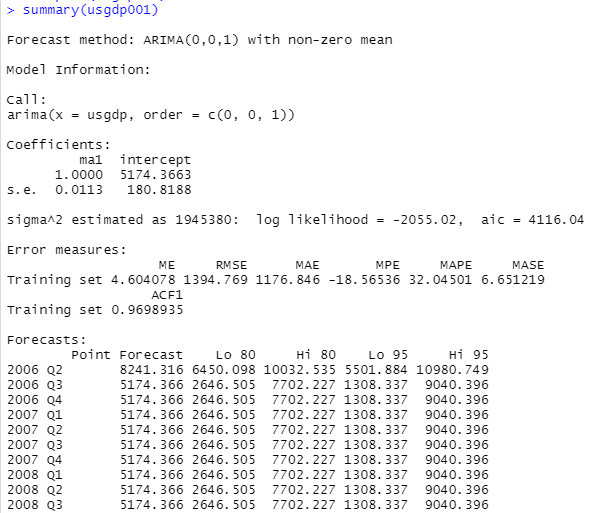 > summary(usgdp001)
Forecast method: ARIMA(0,0,1) with non-zero mean
Model Information:
Call:
arima(x = usgdp, order = c(0, 0, 1))
Coefficients:
         ma1  intercept
      1.0000  5174.3663
s.e.  0.0113   180.8188
sigma^2 estimated as 1945380:  log likelihood = -2055.02,  aic = 4116.04
Error measures:
                   ME     RMSE      MAE       MPE     MAPE     MASE
Training set 4.604078 1394.769 1176.846 -18.56536 32.04501 6.651219
                  ACF1
Training set 0.9698935
Forecasts:
        Point Forecast    Lo 80     Hi 80    Lo 95     Hi 95
2006 Q2       8241.316 6450.098 10032.535 5501.884 10980.749
2006 Q3       5174.366 2646.505  7702.227 1308.337  9040.396
2006 Q4       5174.366 2646.505  7702.227 1308.337  9040.396
2007 Q1       5174.366 2646.505  7702.227 1308.337  9040.396
2007 Q2       5174.366 2646.505  7702.227 1308.337  9040.396
2007 Q3       5174.366 2646.505  7702.227 1308.337  9040.396
2007 Q4       5174.366 2646.505  7702.227 1308.337  9040.396
2008 Q1       5174.366 2646.505  7702.227 1308.337  9040.396
2008 Q2       5174.366 2646.505  7702.227 1308.337  9040.396
2008 Q3       5174.366 2646.505  7702.227 1308.337  9040.396